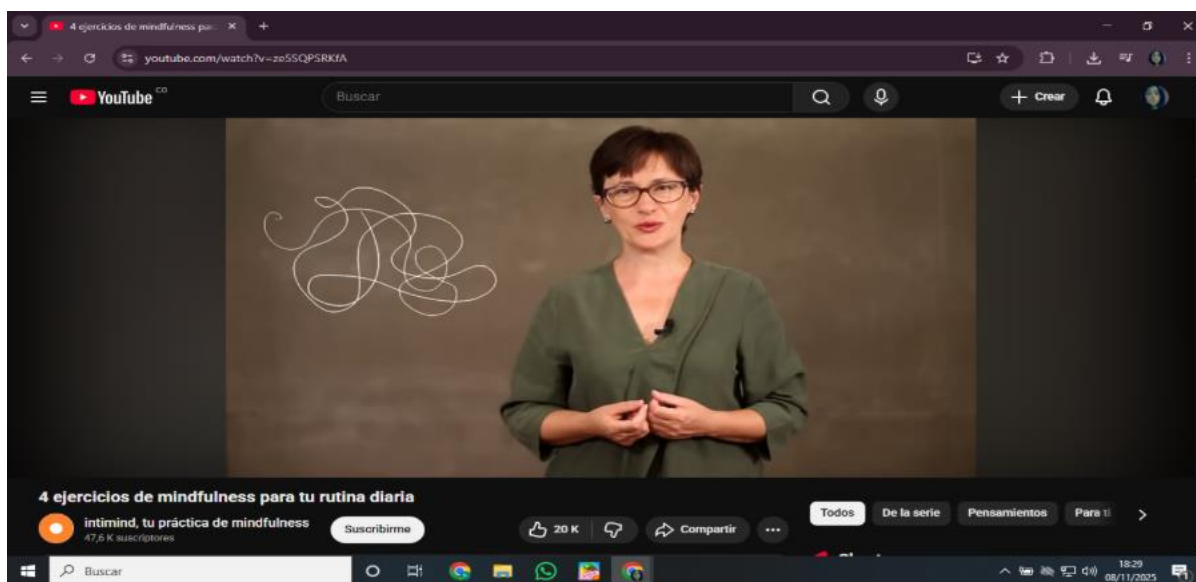 4 ejercicios de mindfulness par
youtube.com/watch?v=ze5SQPSRKfA
YouTube CO
Buscar
Crear
4 ejercicios de mindfulness para tu rutina diaria
intimind, tu práctica de mindfulness
47,6 K suscriptores
Suscribirme
20 K
Compartir
Todos
De la serie
Pensamientos
Para ti
Buscar
18:29
08/11/2025